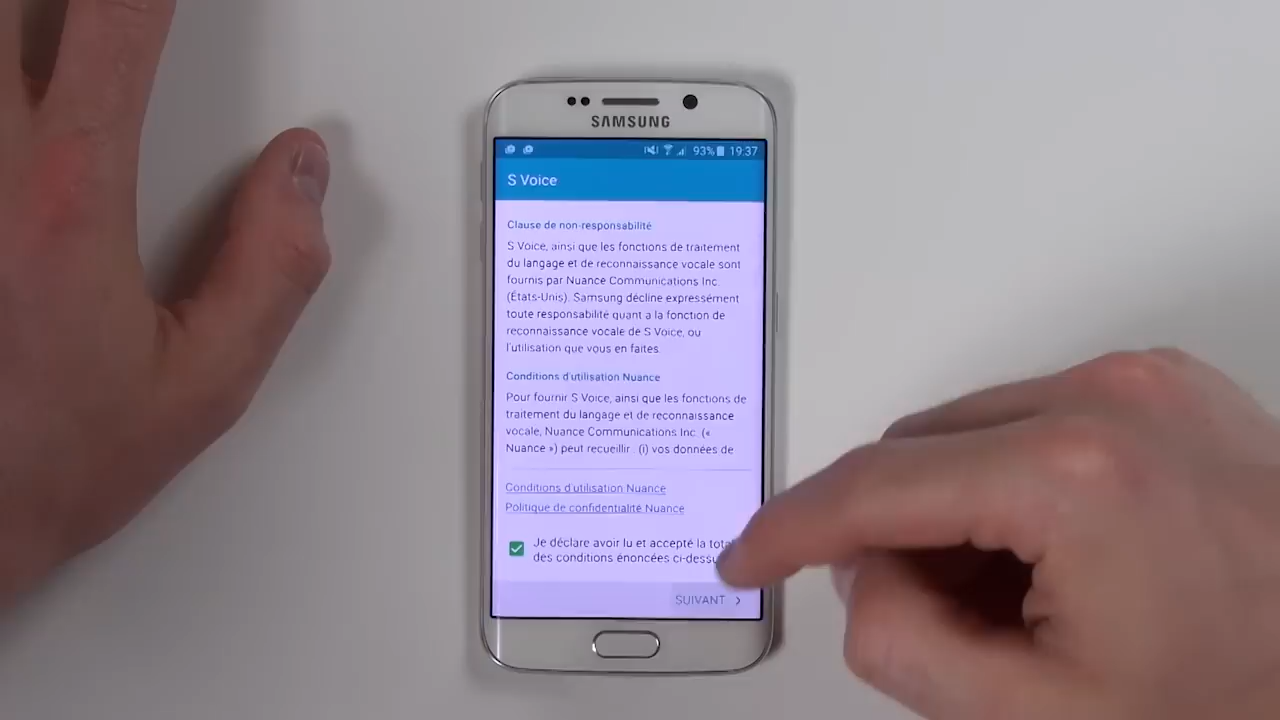 SAMSUNG
93% 19:37
S Voice
Clause de non-responsabilité
S Voice, ainsi que les fonctions de traitement
du langage et de reconnaissance vocale sont
fournis par Nuance Communications Inc.
(États-Unis). Samsung décline expressément
toute responsabilité quant a la fonction de
reconnaissance vocale de S Voice, ou
l'utilisation que vous en faites.
Conditions d'utilisation Nuance
Pour fournir S Voice, ainsi que les fonctions de
traitement du langage et de reconnaissance
vocale, Nuance Communications Inc. («
Nuance ») peut recueillir : (i) vos données de
Conditions d'utilisation Nuance
Politique de confidentialité Nuance
Je déclare avoir lu et accepté la
des conditions énoncées
SUIVANT >